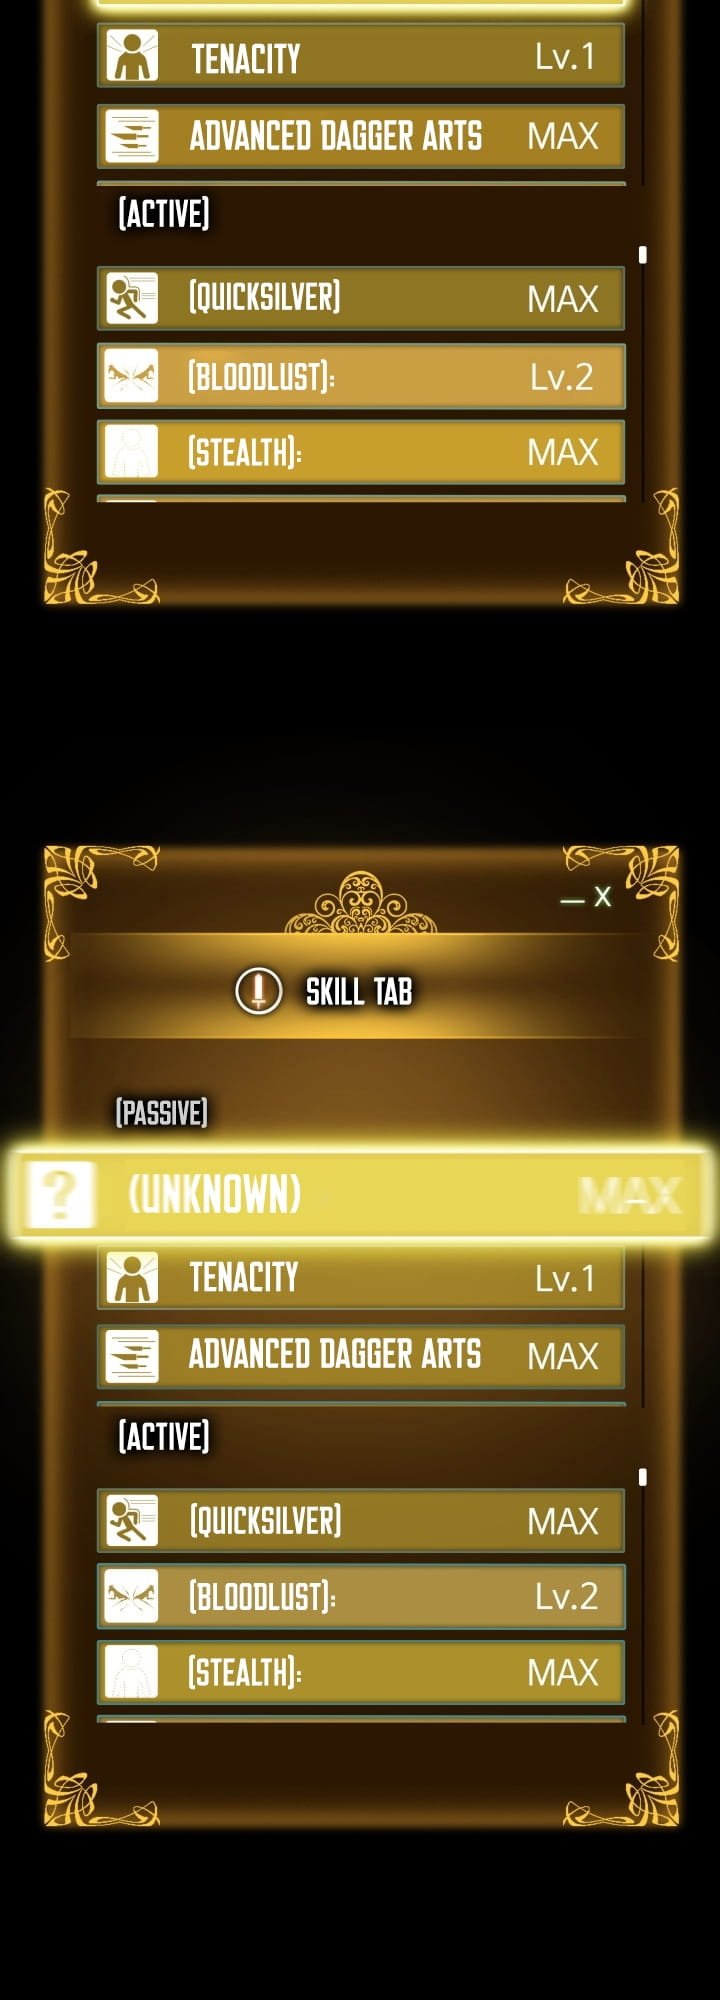 TENACITY Lv.1
ADVANCED DAGGER ARTS MAX
(ACTIVE)
(QUICKSILVER) MAX
(BLOODLUST): Lv.2
(STEALTH): MAX
— X
SKILL TAB
(PASSIVE)
? (UNKNOWN) MAX
TENACITY Lv.1
ADVANCED DAGGER ARTS MAX
(ACTIVE)
(QUICKSILVER) MAX
(BLOODLUST): Lv.2
(STEALTH): MAX